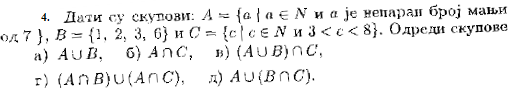 4. Дати су скупови: A = {a | a ∈ N и a је непаран број мањи
од 7 }, B = {1, 2, 3, 6} и C = {c | c ∈ N и 3 < c < 8}. Одреди скупове
а) A ∪ B, б) A ∩ C, в) (A ∪ B) ∩ C,
г) (A ∩ B) ∪ (A ∩ C), д) A ∪ (B ∩ C).